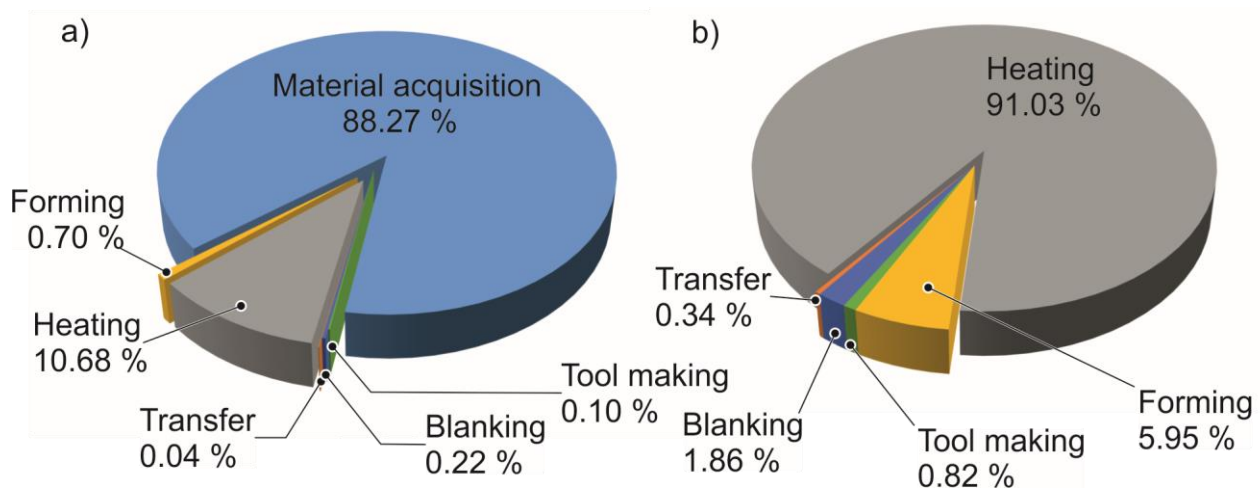 a)
Material acquisition
88.27 %
Forming
0.70 %
Heating
10.68 %
Transfer
0.04 %
Blanking
0.22 %
Tool making
0.10 %
b)
Heating
91.03 %
Transfer
0.34 %
Blanking
1.86 %
Tool making
0.82 %
Forming
5.95 %